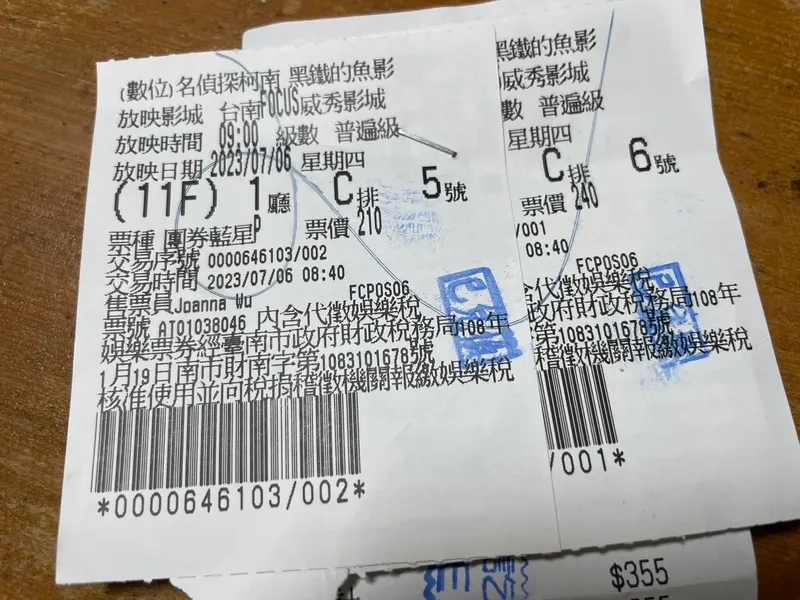 (數位)名偵探柯南 黑鐵的魚影
放映影城 台南FOCUS威秀影城
放映時間 09:00 級數 普遍級
放映日期 2023/07/06 星期四
(11F) 1廳 C排 5號
P
票種 團券藍星 票價 210
交易序號 0000646103/002
交易時間 2023/07/06 08:40
FCPOS06
售票員Joanna Wu
票號 AT01038046 內含代徵娛樂稅
娛樂票券經臺南市政府財政稅務局108年
1月19日南市財南字第10831016785號
核准使用並向稅捐稽徵機關報繳娛樂稅
*0000646103/002*
黑鐵的魚影
威秀影城
數 普遍級
星期四
C排 6號
票價 240
/001
08:40
FCPOS06
含代徵娛樂稅
政府財政稅務局108年
第10831016785號
稽徵機關報繳娛樂稅
/001*
$355